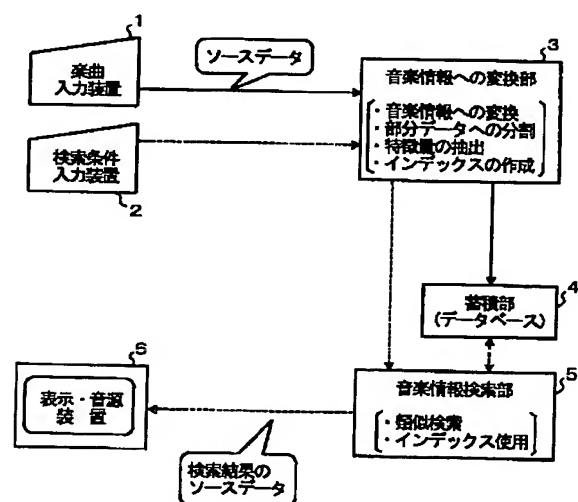 1
楽曲
入力装置
ソースデータ
3
音楽情報への変換部
・音楽情報への変換
・部分データへの分割
・特徴量の抽出
・インデックスの作成
検索条件
入力装置
2
4
蓄積部
(データベース)
6
表示・音源
装置
5
音楽情報検索部
・類似検索
・インデックス使用
検索結果の
ソースデータ